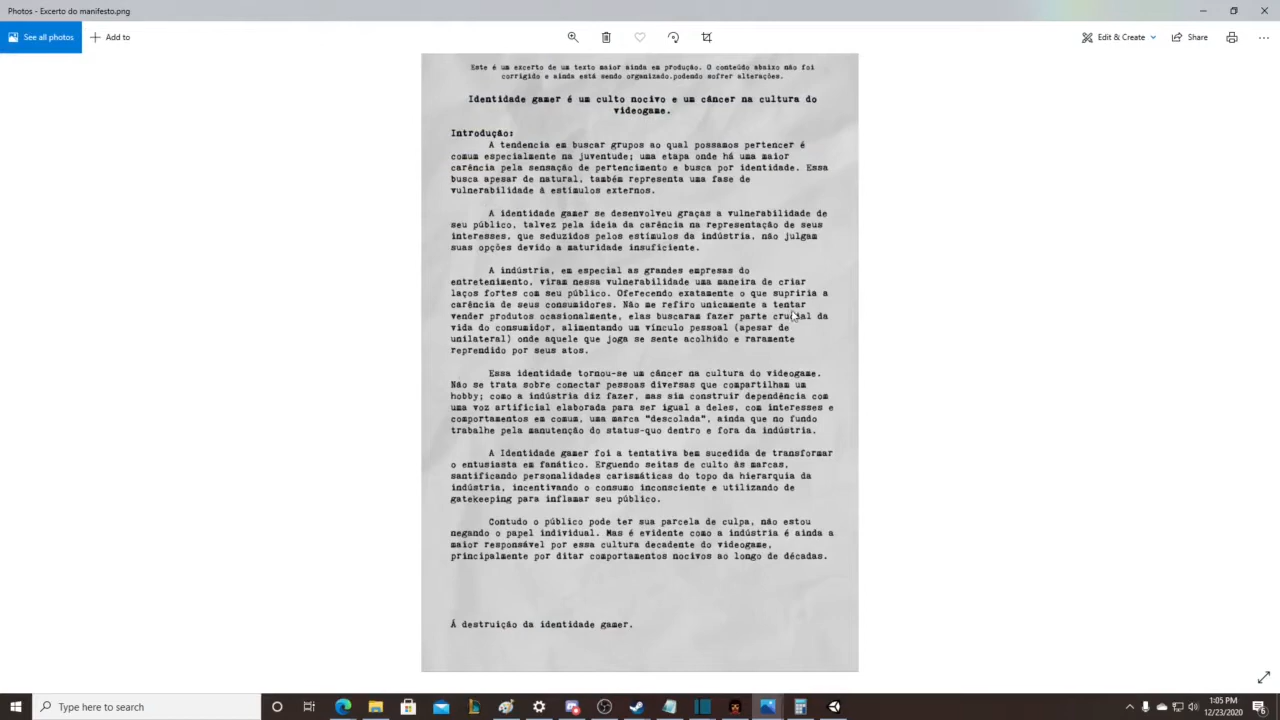 Photos - Excerto do manifesto.png
See all photos
Add to
Edit & Create
Share
Este é um excerto de um texto maior ainda em produção. O conteúdo abaixo não foi
corrigido e ainda está sendo organizado.podendo sofrer alterações.
Identidade gamer é um culto nocivo e um câncer na cultura do
videogame.
Introdução:
A tendencia em buscar grupos ao qual possamos pertencer é
comum especialmente na juventude; uma etapa onde há uma maior
carência pela sensação de pertencimento e busca por identidade. Essa
busca apesar de natural, também representa uma fase de
vulnerabilidade à estímulos externos.
A identidade gamer se desenvolveu graças a vulnerabilidade de
seu público, talvez pela ideia da carência na representação de seus
interesses, que seduzidos pelos estímulos da indústria, não julgam
suas opções devido a maturidade insuficiente.
A indústria, em especial as grandes empresas do
entretenimento, viram nessa vulnerabilidade uma maneira de criar
laços fortes com seu público. Oferecendo exatamente o que supriria a
carência de seus consumidores. Não me refiro unicamente a tentar
vender produtos ocasionalmente, elas buscaram fazer parte crucial da
vida do consumidor, alimentando um vínculo pessoal (apesar de
unilateral) onde aquele que joga se sente acolhido e raramente
reprendido por seus atos.
Essa identidade tornou-se um câncer na cultura do videogame.
Não se trata sobre conectar pessoas diversas que compartilham um
hobby; como a indústria diz fazer, mas sim construir dependência com
uma voz artificial elaborada para ser igual a deles, com interesses e
comportamentos em comum, uma marca "descolada", ainda que no fundo
trabalhe pela manutenção do status-quo dentro e fora da indústria.
A Identidade gamer foi a tentativa bem sucedida de transformar
o entusiasta em fanático. Erguendo seitas de culto às marcas,
santificando personalidades carismáticas do topo da hierarquia da
indústria, incentivando o consumo inconsciente e utilizando de
gatekeeping para inflamar seu público.
Contudo o público pode ter sua parcela de culpa, não estou
negando o papel individual. Mas é evidente como a indústria é ainda a
maior responsável por essa cultura decadente do videogame,
principalmente por ditar comportamentos nocivos ao longo de décadas.
Á destruição da identidade gamer.
Type here to search
1:05 PM
12/23/2020
6